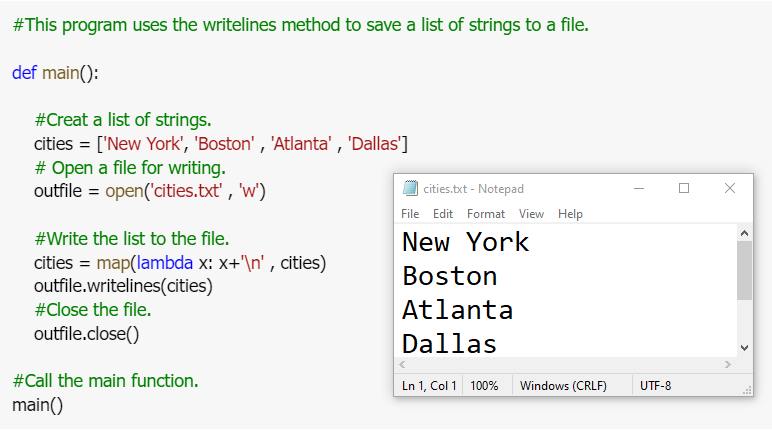 #This program uses the writelines method to save a list of strings to a file.
def main():
#Creat a list of strings.
cities = ['New York', 'Boston' , 'Atlanta' , 'Dallas']
# Open a file for writing.
outfile = open('cities.txt' , 'w')
#Write the list to the file.
cities = map(lambda x: x+'\n' , cities)
outfile.writelines(cities)
#Close the file.
outfile.close()
#Call the main function.
main()
cities.txt - Notepad
File Edit Format View Help
New York
Boston
Atlanta
Dallas
Ln 1, Col 1 100% Windows (CRLF) UTF-8